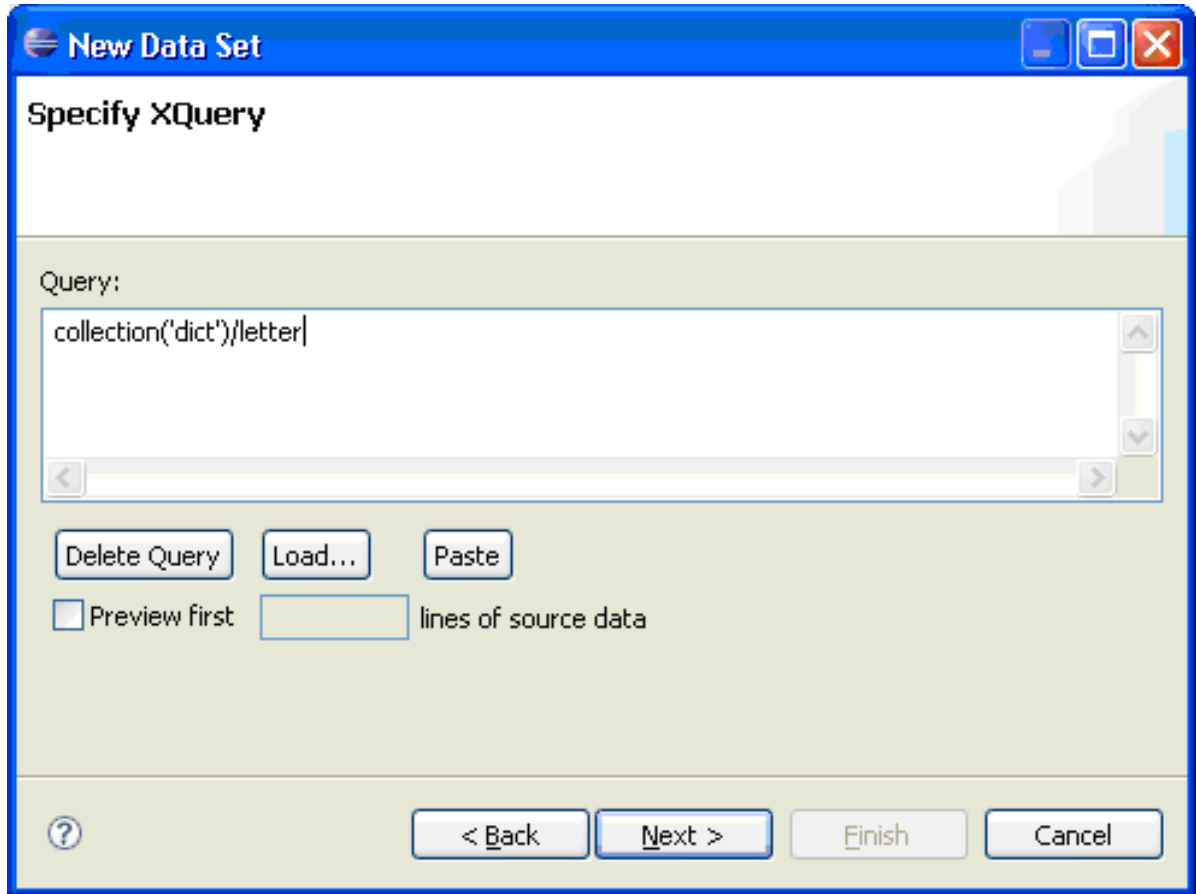 New Data Set
Specify XQuery
Query:
collection('dict')/letter
Delete Query Load... Paste
Preview first lines of source data
? < Back Next > Finish Cancel